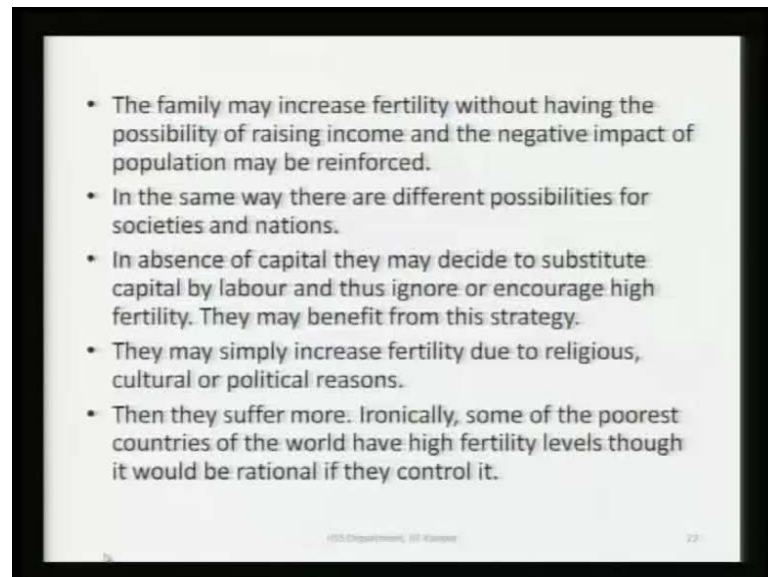 • The family may increase fertility without having the
possibility of raising income and the negative impact of
population may be reinforced.
• In the same way there are different possibilities for
societies and nations.
• In absence of capital they may decide to substitute
capital by labour and thus ignore or encourage high
fertility. They may benefit from this strategy.
• They may simply increase fertility due to religious,
cultural or political reasons.
• Then they suffer more. Ironically, some of the poorest
countries of the world have high fertility levels though
it would be rational if they control it.
HSS Department, IIT Kanpur